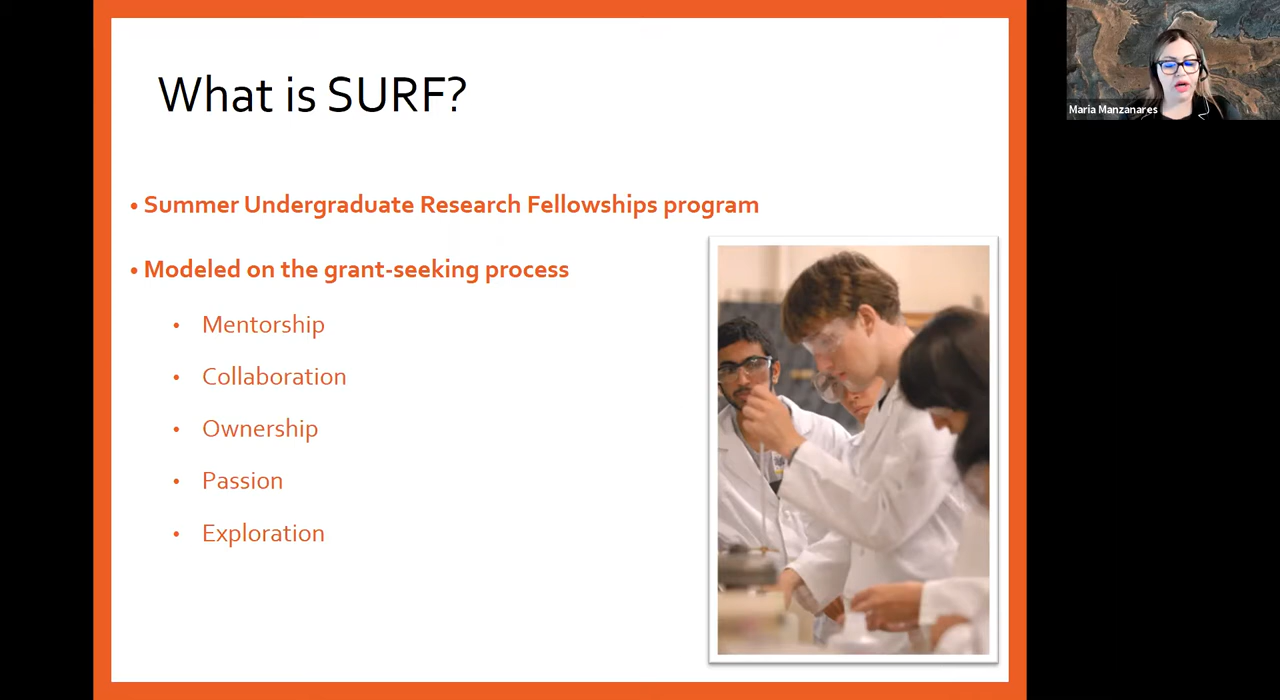 What is SURF?
• Summer Undergraduate Research Fellowships program
• Modeled on the grant-seeking process
• Mentorship
• Collaboration
• Ownership
• Passion
• Exploration
Maria Manzanares